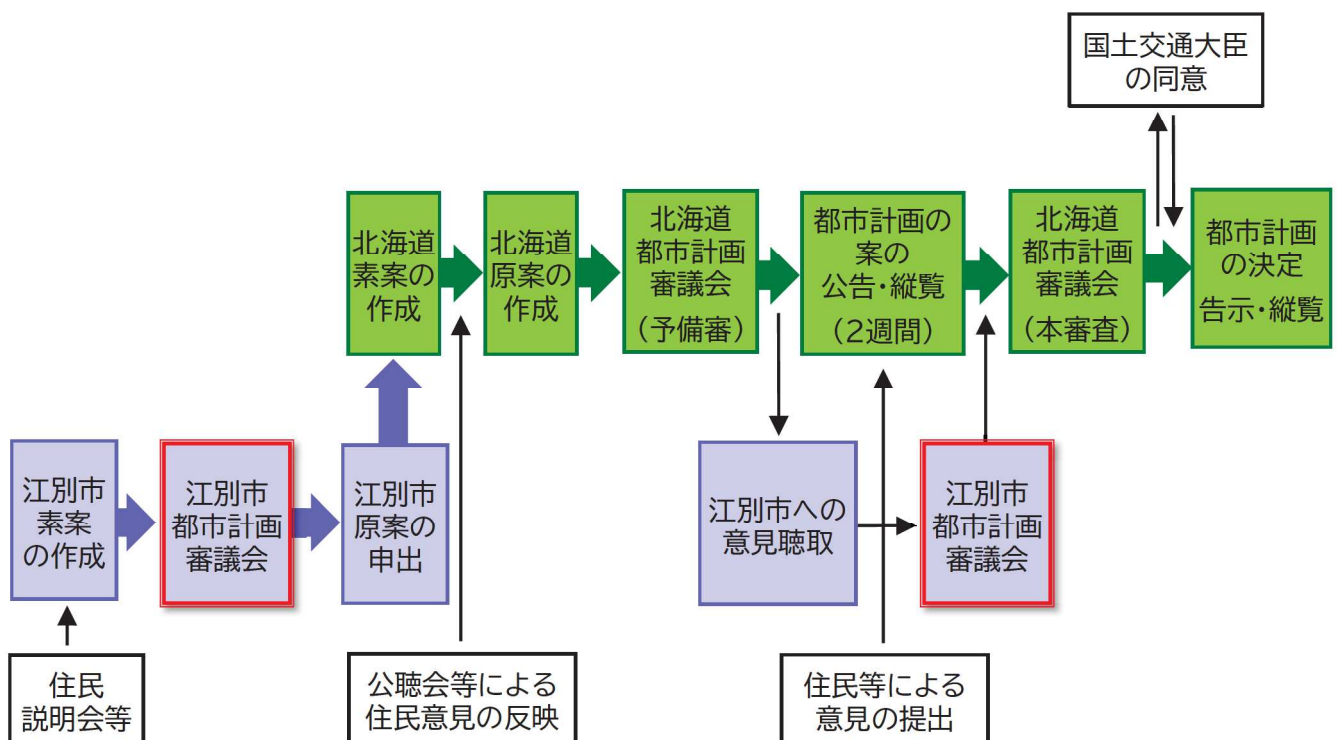 国土交通大臣
の同意
北海道
素案の
作成
北海道
原案の
作成
北海道
都市計画
審議会
(予備審)
都市計画の
案の
公告・縦覧
(2週間)
北海道
都市計画
審議会
(本審査)
都市計画
の決定
告示・縦覧
江別市
素案
の作成
江別市
都市計画
審議会
江別市
原案の
申出
江別市への
意見聴取
江別市
都市計画
審議会
住民
説明会等
公聴会等による
住民意見の反映
住民等による
意見の提出